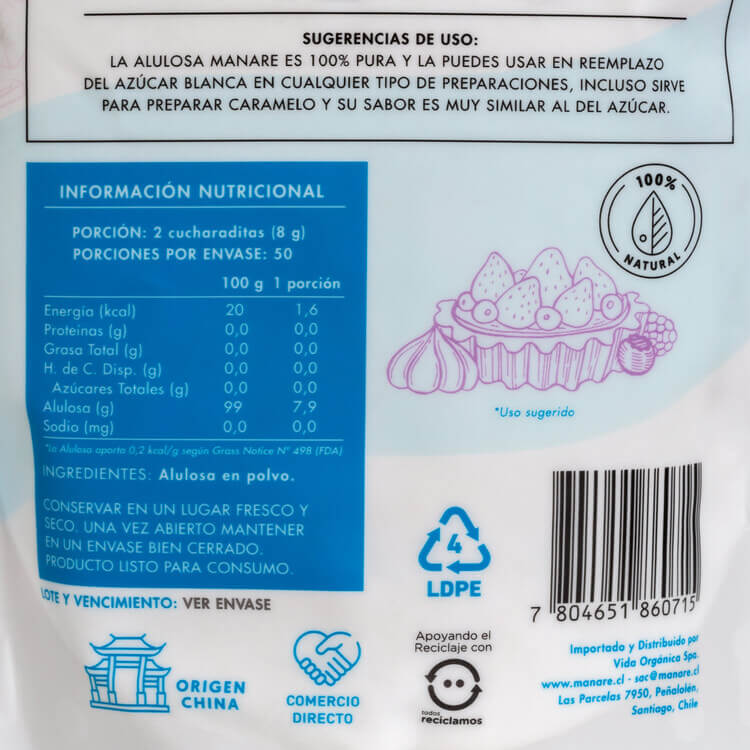 SUGERENCIAS DE USO:
LA ALULOSA MANARE ES 100% PURA Y LA PUEDES USAR EN REEMPLAZO
DEL AZÚCAR BLANCA EN CUALQUIER TIPO DE PREPARACIONES, INCLUSO SIRVE
PARA PREPARAR CARAMELO Y SU SABOR ES MUY SIMILAR AL DEL AZÚCAR.
INFORMACIÓN NUTRICIONAL
PORCIÓN: 2 cucharaditas (8 g)
PORCIONES POR ENVASE: 50
100 g 1 porción
Energía (kcal) 20 1,6
Proteínas (g) 0,0 0,0
Grasa Total (g) 0,0 0,0
H. de C. Disp. (g) 0,0 0,0
Azúcares Totales (g) 0,0 0,0
Alulosa (g) 99 7,9
Sodio (mg) 0,0 0,0
*La Alulosa aporta 0,2 kcal/g según Grass Notice N° 498 (FDA)
INGREDIENTES: Alulosa en polvo.
CONSERVAR EN UN LUGAR FRESCO Y
SECO. UNA VEZ ABIERTO MANTENER
EN UN ENVASE BIEN CERRADO.
PRODUCTO LISTO PARA CONSUMO.
LOTE Y VENCIMIENTO: VER ENVASE
100%
NATURAL
*Uso sugerido
4
LDPE
7 804651 860715
ORIGEN
CHINA
COMERCIO
DIRECTO
Apoyando el
Reciclaje con
todos
reciclamos
Importado y Distribuido por
Vida Orgánica Spa.
www.manare.cl - sac@manare.cl
Las Parcelas 7950, Peñalolén,
Santiago, Chile